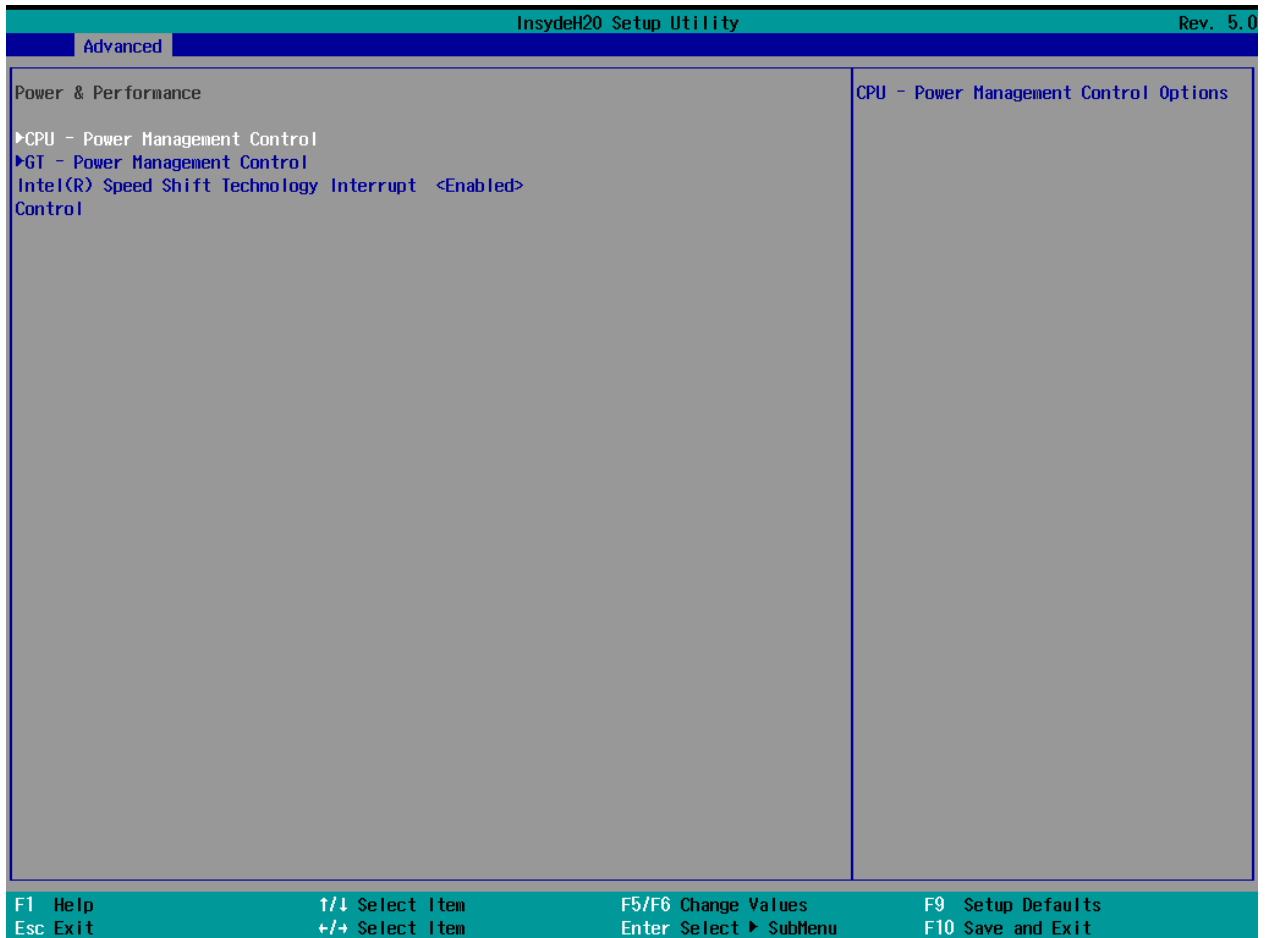 InsydeH20 Setup Utility Rev. 5.0
Advanced
Power & Performance
CPU - Power Management Control Options
▶CPU - Power Management Control
▶GT - Power Management Control
Intel(R) Speed Shift Technology Interrupt <Enabled>
Control
F1 Help ↑/↓ Select Item F5/F6 Change Values F9 Setup Defaults
Esc Exit ←/→ Select Item Enter Select ▶ SubMenu F10 Save and Exit